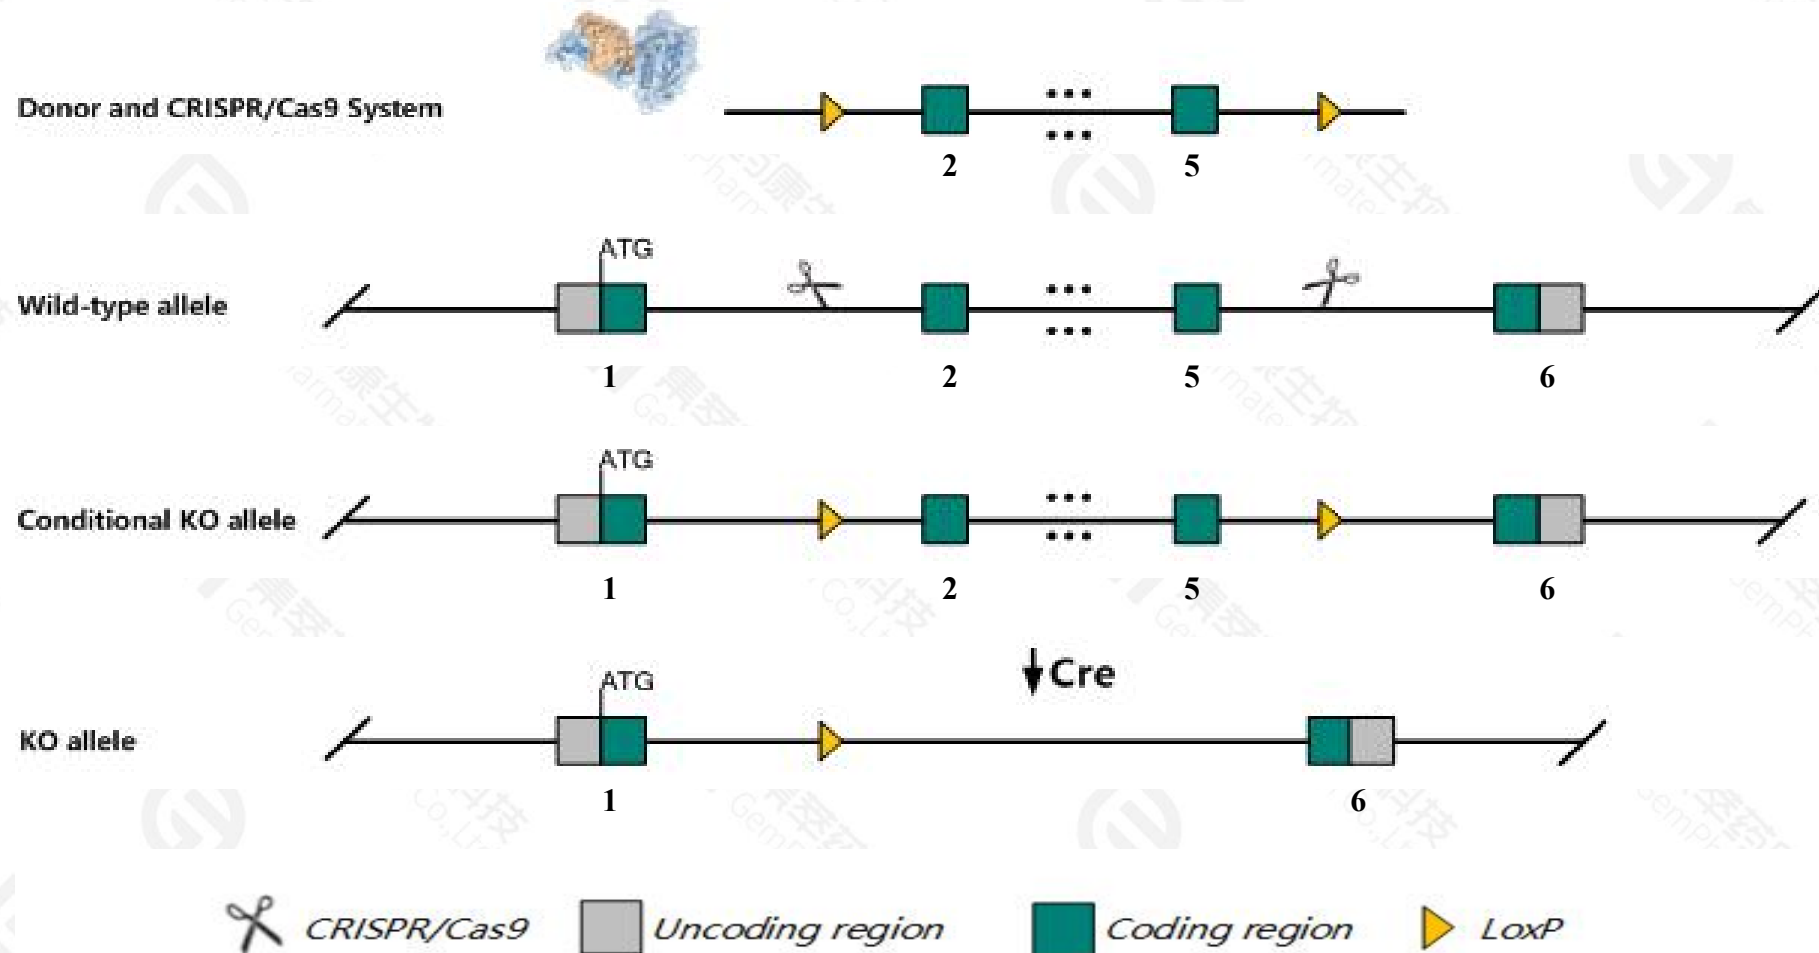 Donor and CRISPR/Cas9 System
2 5
ATG
Wild-type allele
1 2 5 6
ATG
Conditional KO allele
1 2 5 6
Cre
ATG
KO allele
1 6
CRISPR/Cas9 Uncoding region Coding region LoxP